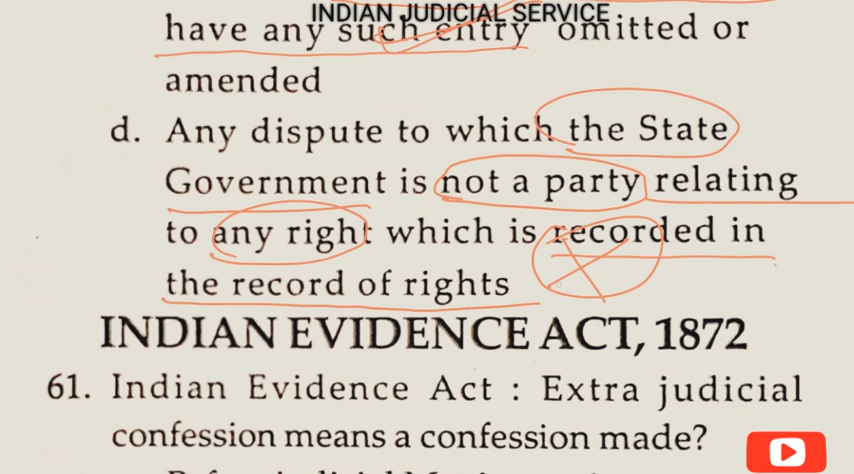 INDIAN JUDICIAL SERVICE
have any such entry omitted or
amended
d. Any dispute to which the State
Government is not a party relating
to any right which is recorded in
the record of rights
INDIAN EVIDENCE ACT, 1872
61. Indian Evidence Act : Extra judicial
confession means a confession made?